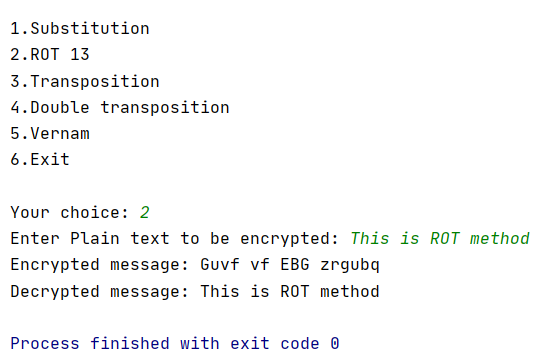 1.Substitution
2.ROT 13
3.Transposition
4.Double transposition
5.Vernam
6.Exit
Your choice: 2
Enter Plain text to be encrypted: This is ROT method
Encrypted message: Guvf vf EBG zrgubq
Decrypted message: This is ROT method
Process finished with exit code 0